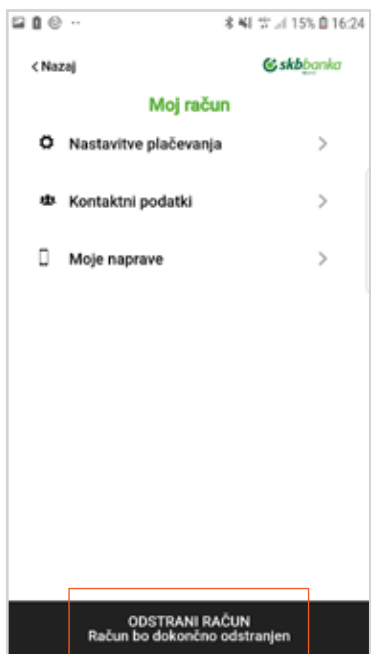 15% 16:24
< Nazaj
skbbanka
Moj račun
Nastavitve plačevanja
Kontaktni podatki
Moje naprave
ODSTRANI RAČUN
Račun bo dokončno odstranjen